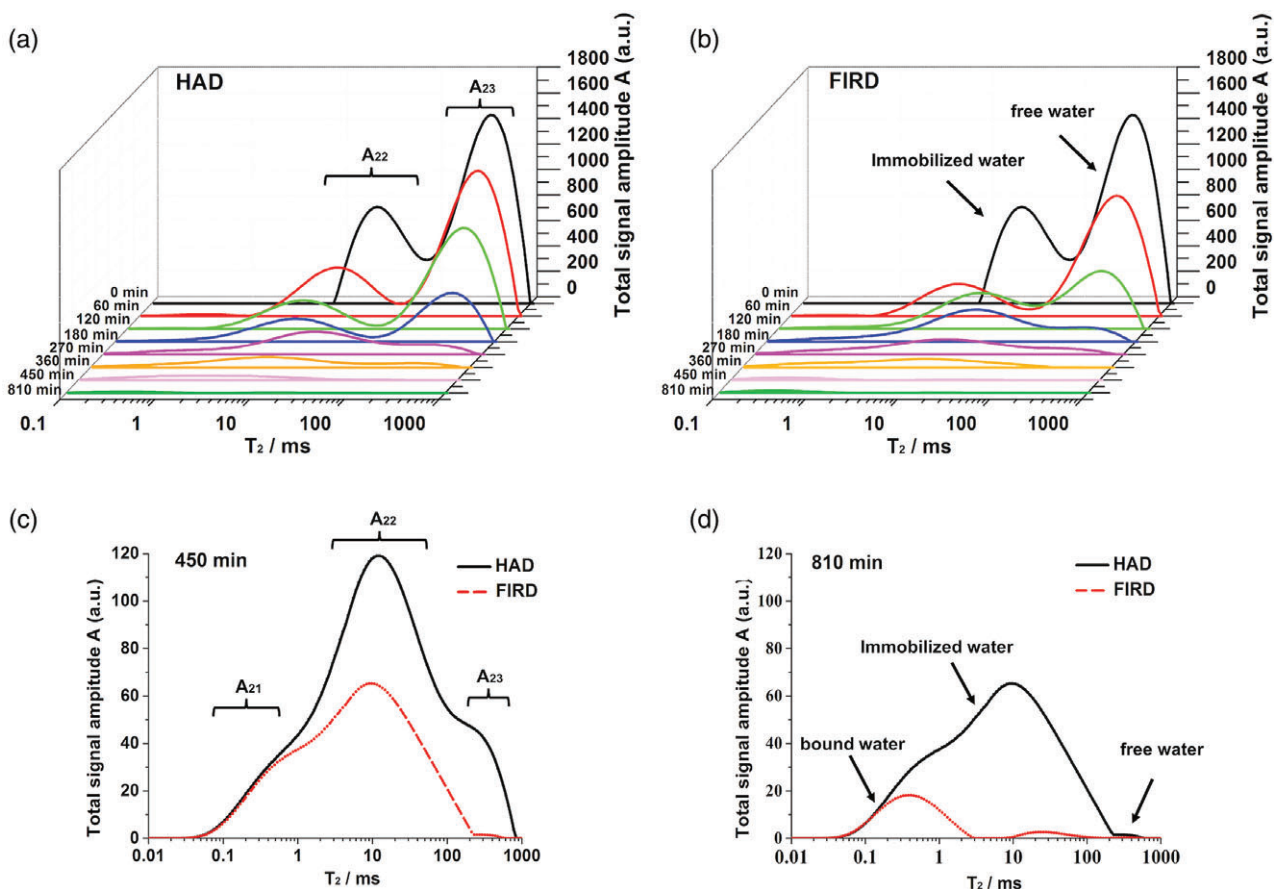 (a)
HAD
A22
A23
1800
1600
1400
1200
1000
800
600
400
200
0
Total signal amplitude A (a.u.)
0 min
60 min
120 min
180 min
270 min
360 min
450 min
810 min
0.1
1
10
100
1000
T2 / ms
(b)
FIRD
Immobilized water
free water
1800
1600
1400
1200
1000
800
600
400
200
0
Total signal amplitude A (a.u.)
0 min
60 min
120 min
180 min
270 min
360 min
450 min
810 min
0.1
1
10
100
1000
T2 / ms
(c)
450 min
A21
A22
A23
HAD
FIRD
120
100
80
60
40
20
0
Total signal ampitude A (a.u.)
0.01
0.1
1
10
100
1000
T2 / ms
(d)
810 min
HAD
FIRD
Immobilized water
bound water
free water
120
100
80
60
40
20
0
Total signal ampitude A (a.u.)
0.01
0.1
1
10
100
1000
T2 / ms